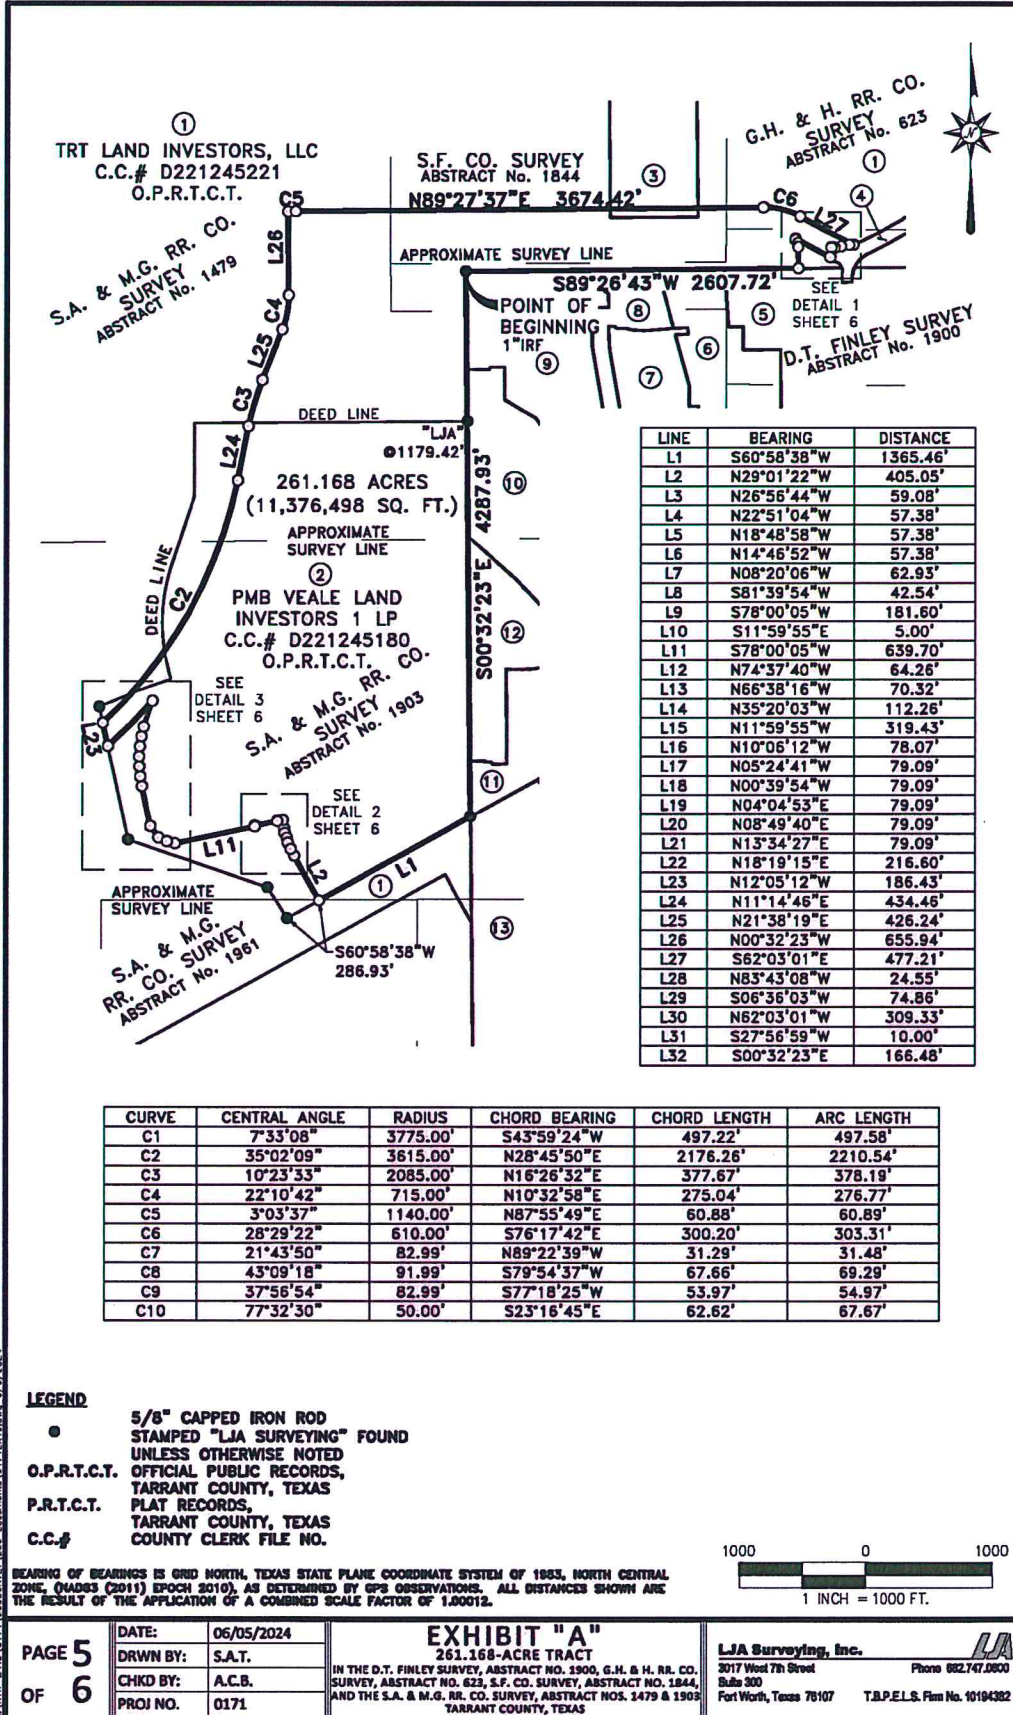 ①
TRT LAND INVESTORS, LLC
C.C.# D221245221
O.P.R.T.C.T.
S.A. & M.G. RR. CO.
SURVEY
ABSTRACT No. 1479
S.F. CO. SURVEY
ABSTRACT No. 1844
N89°27'37"E 3674.42'
③
G.H. & H. RR. CO.
SURVEY
ABSTRACT No. 623
①
④
N
C5
C6
L27
L26
APPROXIMATE SURVEY LINE
S89°26'43"W 2607.72'
SEE
DETAIL 1
SHEET 6
POINT OF
BEGINNING
1"IRF
⑧
⑤
⑥
⑦
⑨
D.T. FINLEY SURVEY
ABSTRACT No. 1900
C4
L25
C3
DEED LINE
"LJA"
@1179.42'
L24
261.168 ACRES
(11,376,498 SQ. FT.)
⑩
S00°32'23"E 4287.93'
APPROXIMATE
SURVEY LINE
DEED LINE
C2
②
PMB VEALE LAND
INVESTORS 1 LP
C.C.# D221245180
O.P.R.T.C.T.
⑫
S.A. & M.G. RR. CO.
SURVEY
ABSTRACT No. 1903
SEE
DETAIL 3
SHEET 6
L23
SEE
DETAIL 2
SHEET 6
⑪
L11
L2
① L1
APPROXIMATE
SURVEY LINE
⑬
S.A. & M.G.
RR. CO. SURVEY
ABSTRACT No. 1961
S60°58'38"W
286.93'
LINE BEARING DISTANCE
L1 S60°58'38"W 1365.46'
L2 N29°01'22"W 405.05'
L3 N26°56'44"W 59.08'
L4 N22°51'04"W 57.38'
L5 N18°48'58"W 57.38'
L6 N14°46'52"W 57.38'
L7 N08°20'06"W 62.93'
L8 S81°39'54"W 42.54'
L9 S78°00'05"W 181.60'
L10 S11°59'55"E 5.00'
L11 S78°00'05"W 639.70'
L12 N74°37'40"W 64.26'
L13 N66°38'16"W 70.32'
L14 N35°20'03"W 112.26'
L15 N11°59'55"W 319.43'
L16 N10°06'12"W 78.07'
L17 N05°24'41"W 79.09'
L18 N00°39'54"W 79.09'
L19 N04°04'53"E 79.09'
L20 N08°49'40"E 79.09'
L21 N13°34'27"E 79.09'
L22 N18°19'15"E 216.60'
L23 N12°05'12"W 186.43'
L24 N11°14'46"E 434.46'
L25 N21°38'19"E 426.24'
L26 N00°32'23"W 655.94'
L27 S62°03'01"E 477.21'
L28 N83°43'08"W 24.55'
L29 S06°36'03"W 74.86'
L30 N62°03'01"W 309.33'
L31 S27°56'59"W 10.00'
L32 S00°32'23"E 166.48'
CURVE CENTRAL ANGLE RADIUS CHORD BEARING CHORD LENGTH ARC LENGTH
C1 7°33'08" 3775.00' S43°59'24"W 497.22' 497.58'
C2 35°02'09" 3615.00' N28°45'50"E 2176.26' 2210.54'
C3 10°23'33" 2085.00' N16°26'32"E 377.67' 378.19'
C4 22°10'42" 715.00' N10°32'58"E 275.04' 276.77'
C5 3°03'37" 1140.00' N87°55'49"E 60.88' 60.89'
C6 28°29'22" 610.00' S76°17'42"E 300.20' 303.31'
C7 21°43'50" 82.99' N89°22'39"W 31.29' 31.48'
C8 43°09'18" 91.99' S79°54'37"W 67.66' 69.29'
C9 37°56'54" 82.99' S77°18'25"W 53.97' 54.97'
C10 77°32'30" 50.00' S23°16'45"E 62.62' 67.67'
LEGEND
5/8" CAPPED IRON ROD
STAMPED "LJA SURVEYING" FOUND
UNLESS OTHERWISE NOTED
O.P.R.T.C.T. OFFICIAL PUBLIC RECORDS,
TARRANT COUNTY, TEXAS
P.R.T.C.T. PLAT RECORDS,
TARRANT COUNTY, TEXAS
C.C.# COUNTY CLERK FILE NO.
BEARING OF BEARINGS IS GRID NORTH, TEXAS STATE PLANE COORDINATE SYSTEM OF 1983, NORTH CENTRAL
ZONE, (NAD83 (2011) EPOCH 2010), AS DETERMINED BY GPS OBSERVATIONS. ALL DISTANCES SHOWN ARE
THE RESULT OF THE APPLICATION OF A COMBINED SCALE FACTOR OF 1.00012.
1000 0 1000
1 INCH = 1000 FT.
PAGE 5
OF 6
DATE: 06/05/2024
DRWN BY: S.A.T.
CHKD BY: A.C.B.
PROJ NO. 0171
EXHIBIT "A"
261.168-ACRE TRACT
IN THE D.T. FINLEY SURVEY, ABSTRACT NO. 1900, G.H. & H. RR. CO.
SURVEY, ABSTRACT NO. 623, S.F. CO. SURVEY, ABSTRACT NO. 1844,
AND THE S.A. & M.G. RR. CO. SURVEY, ABSTRACT NOS. 1479 & 1903
TARRANT COUNTY, TEXAS
LJA Surveying, Inc.
3017 West 7th Street
Suite 300
Fort Worth, Texas 76107
LJA
Phone 682.747.0800
T.B.P.E.L.S. Firm No. 10194382